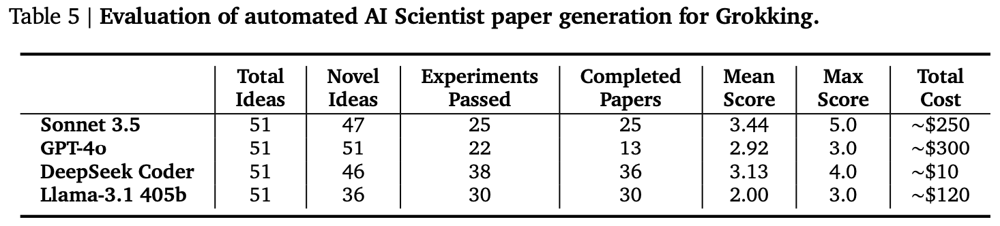 Table 5 | Evaluation of automated AI Scientist paper generation for Grokking.
Total Ideas Novel Ideas Experiments Passed Completed Papers Mean Score Max Score Total Cost
Sonnet 3.5 51 47 25 25 3.44 5.0 ~$250
GPT-4o 51 51 22 13 2.92 3.0 ~$300
DeepSeek Coder 51 46 38 36 3.13 4.0 ~$10
Llama-3.1 405b 51 36 30 30 2.00 3.0 ~$120